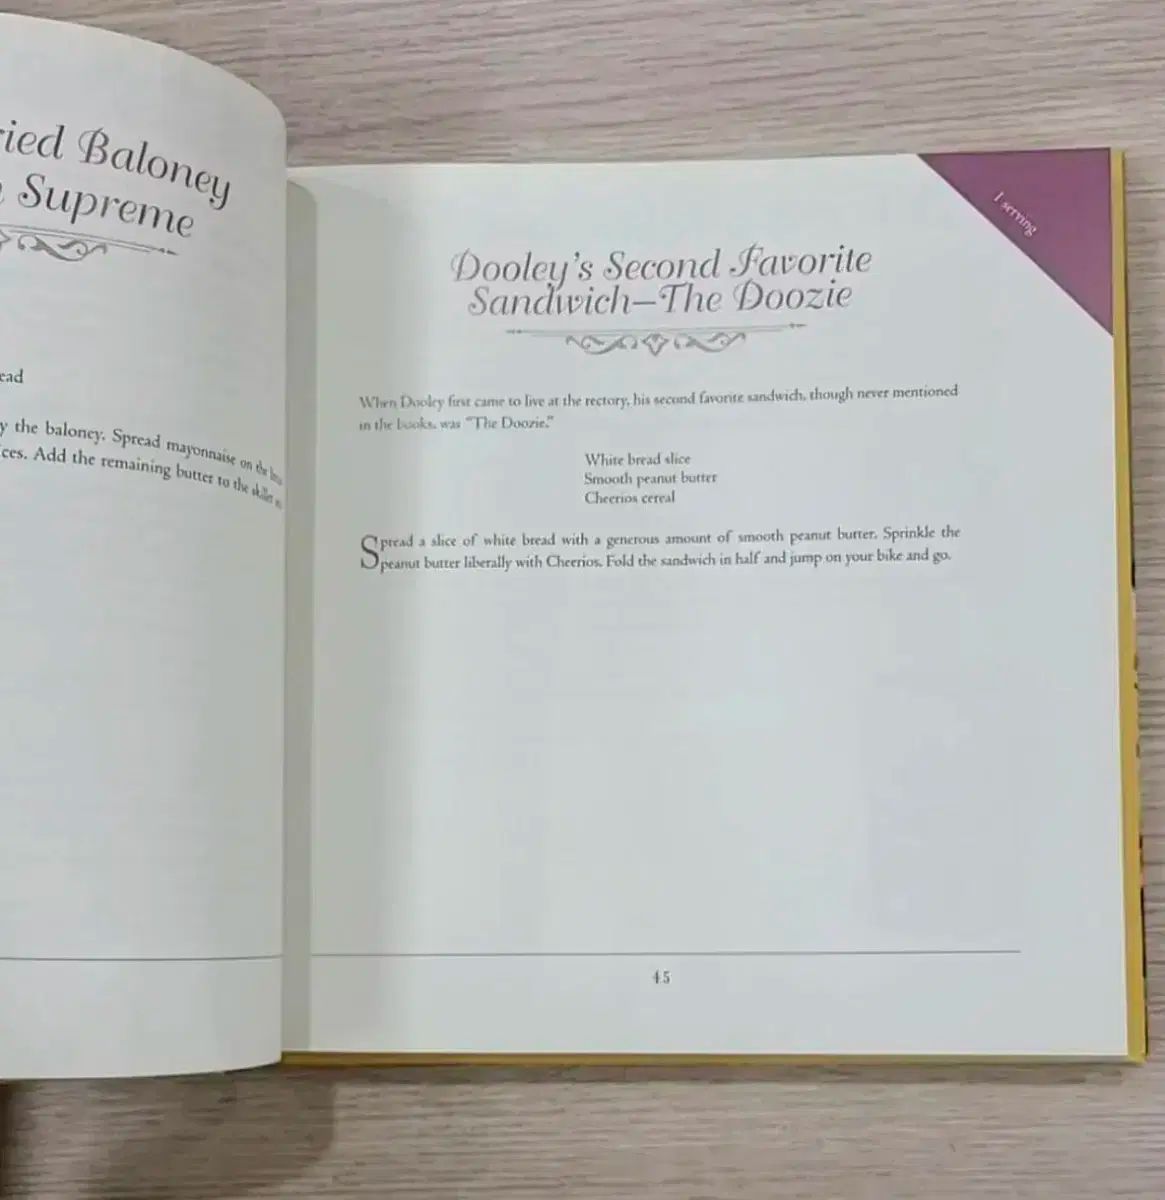 ried Baloney
Supreme
ead
y the baloney. Spread mayonnaise on the
ces. Add the remaining butter to the skillet
1 serving
Dooley's Second Favorite
Sandwich—The Doozie
When Dooley first came to live at the rectory, his second favorite sandwich, though never mentioned
in the books, was "The Doozie."
White bread slice
Smooth peanut butter
Cheerios cereal
Spread a slice of white bread with a generous amount of smooth peanut butter. Sprinkle the
peanut butter liberally with Cheerios. Fold the sandwich in half and jump on your bike and go.
45